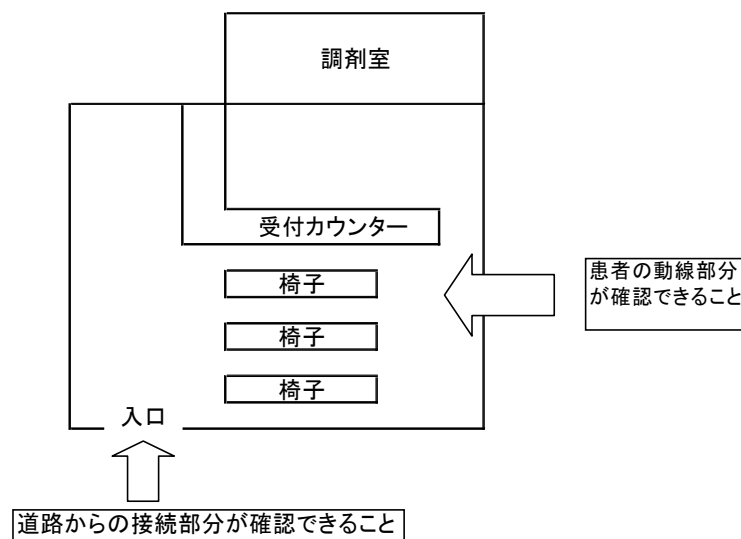 調剤室
受付カウンター
椅子
患者の動線部分
が確認できること
椅子
椅子
入口
道路からの接続部分が確認できること